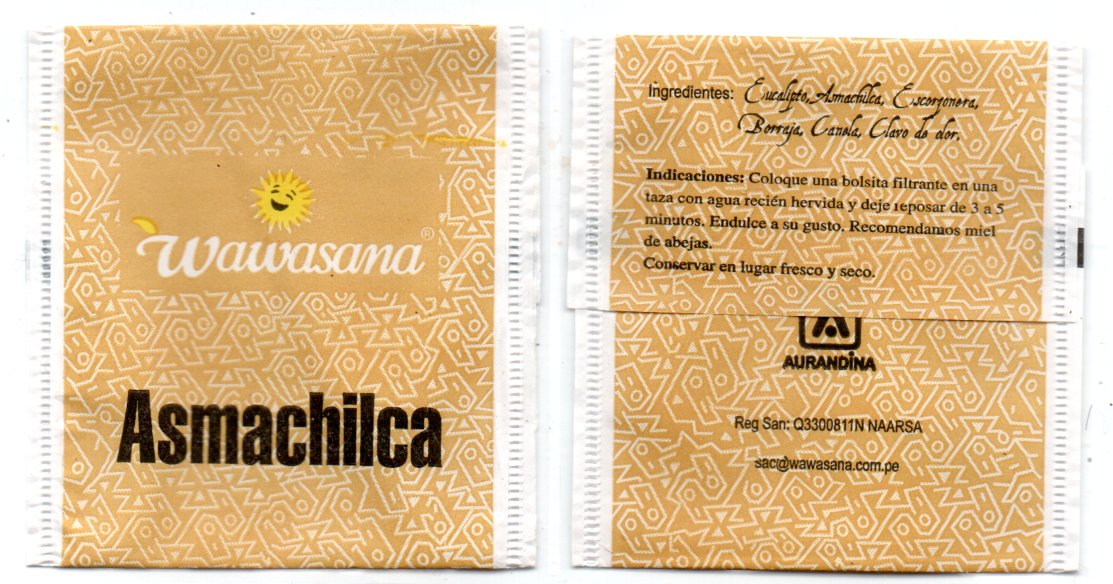 Wawasana®
Asmachilca
Ingredientes: Eucalipto, Asmachilca, Escorzonera,
Borraja, Canela, Clavo de olor.
Indicaciones: Coloque una bolsita filtrante en una
taza con agua recién hervida y deje reposar de 3 a 5
minutos. Endulce a su gusto. Recomendamos miel
de abejas.
Conservar en lugar fresco y seco.
AURANDINA
Reg San: Q3300811N NAARSA
sac@wawasana.com.pe